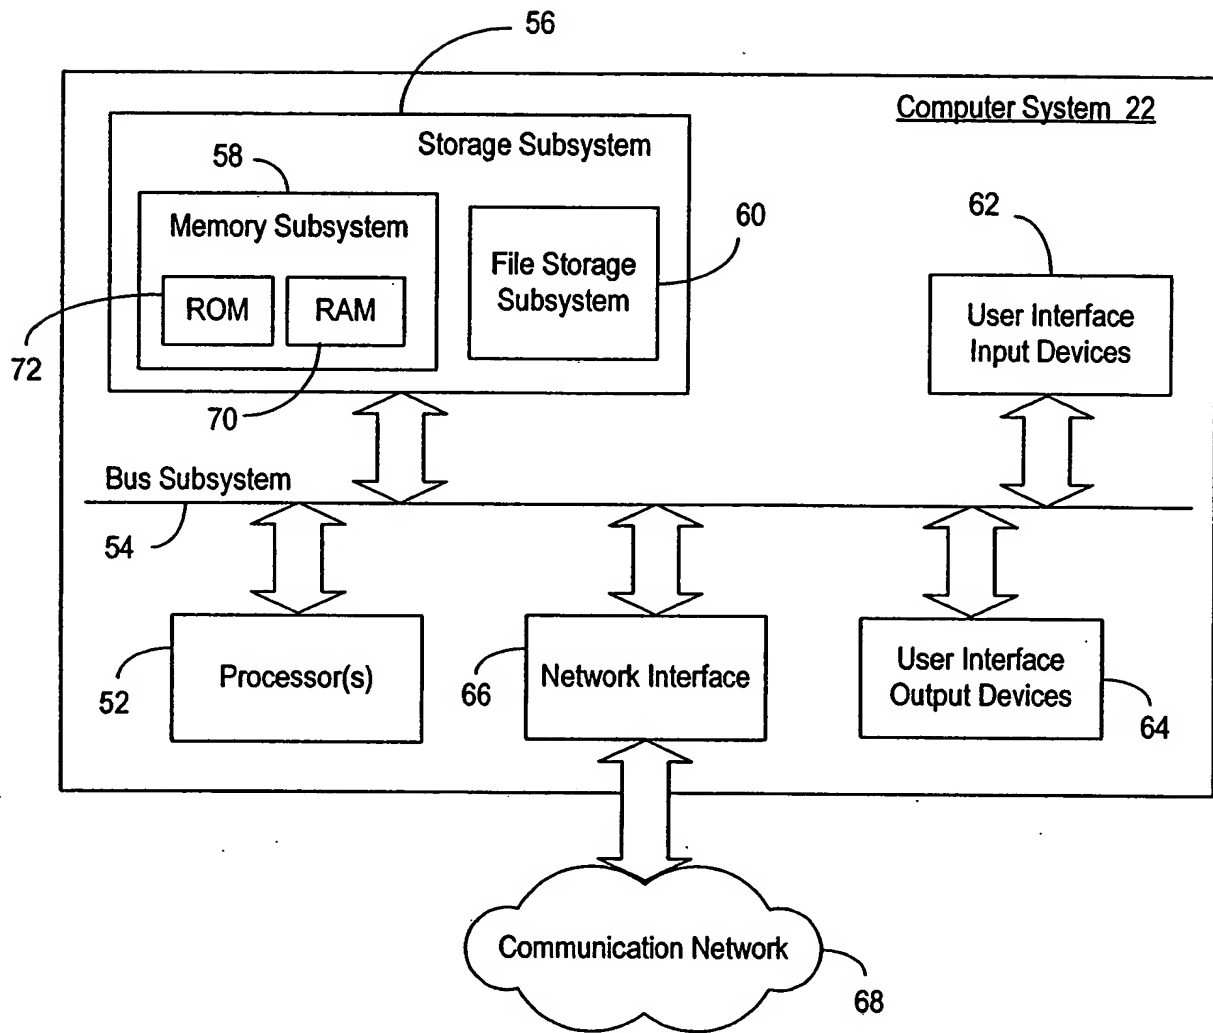 56
Computer System 22
Storage Subsystem
58
Memory Subsystem
ROM
RAM
72
70
File Storage
Subsystem
60
62
User Interface
Input Devices
Bus Subsystem
54
Processor(s)
52
Network Interface
66
User Interface
Output Devices
64
Communication Network
68